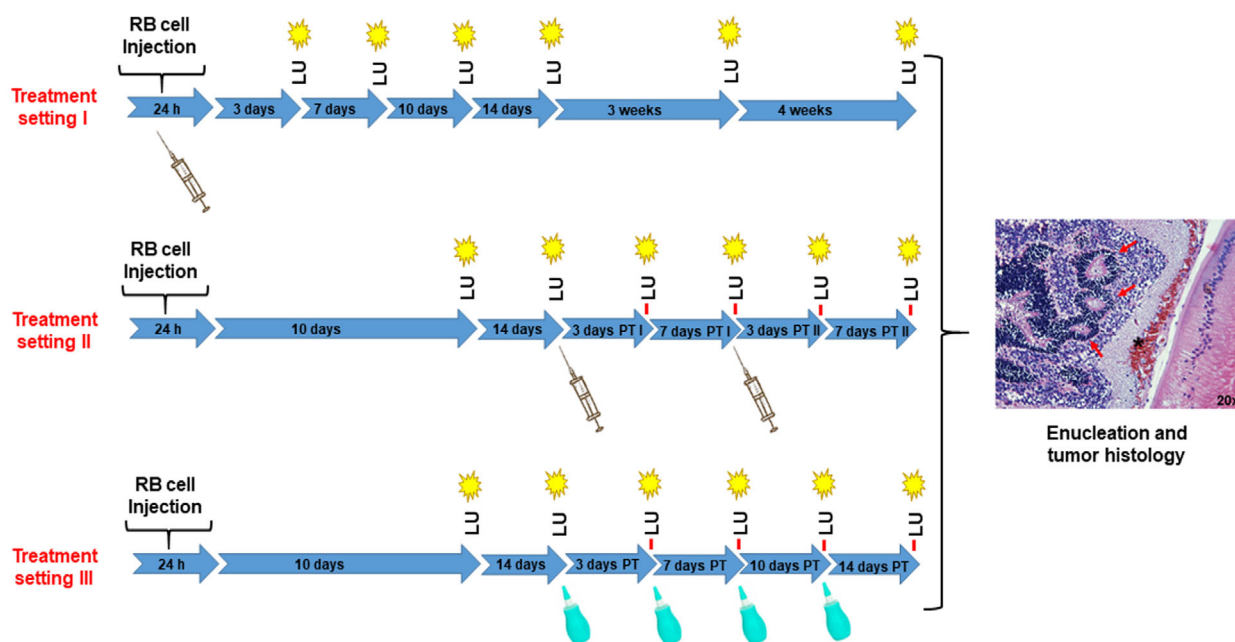 RB cell
Injection
LU
LU
LU
LU
LU
LU
Treatment
setting I
24 h
3 days
7 days
10 days
14 days
3 weeks
4 weeks
RB cell
Injection
LU
LU
LU
LU
LU
LU
Treatment
setting II
24 h
10 days
14 days
3 days PT I
7 days PT I
3 days PT II
7 days PT II
*
20x
Enucleation and
tumor histology
RB cell
Injection
LU
LU
LU
LU
LU
LU
Treatment
setting III
24 h
10 days
14 days
3 days PT
7 days PT
10 days PT
14 days PT